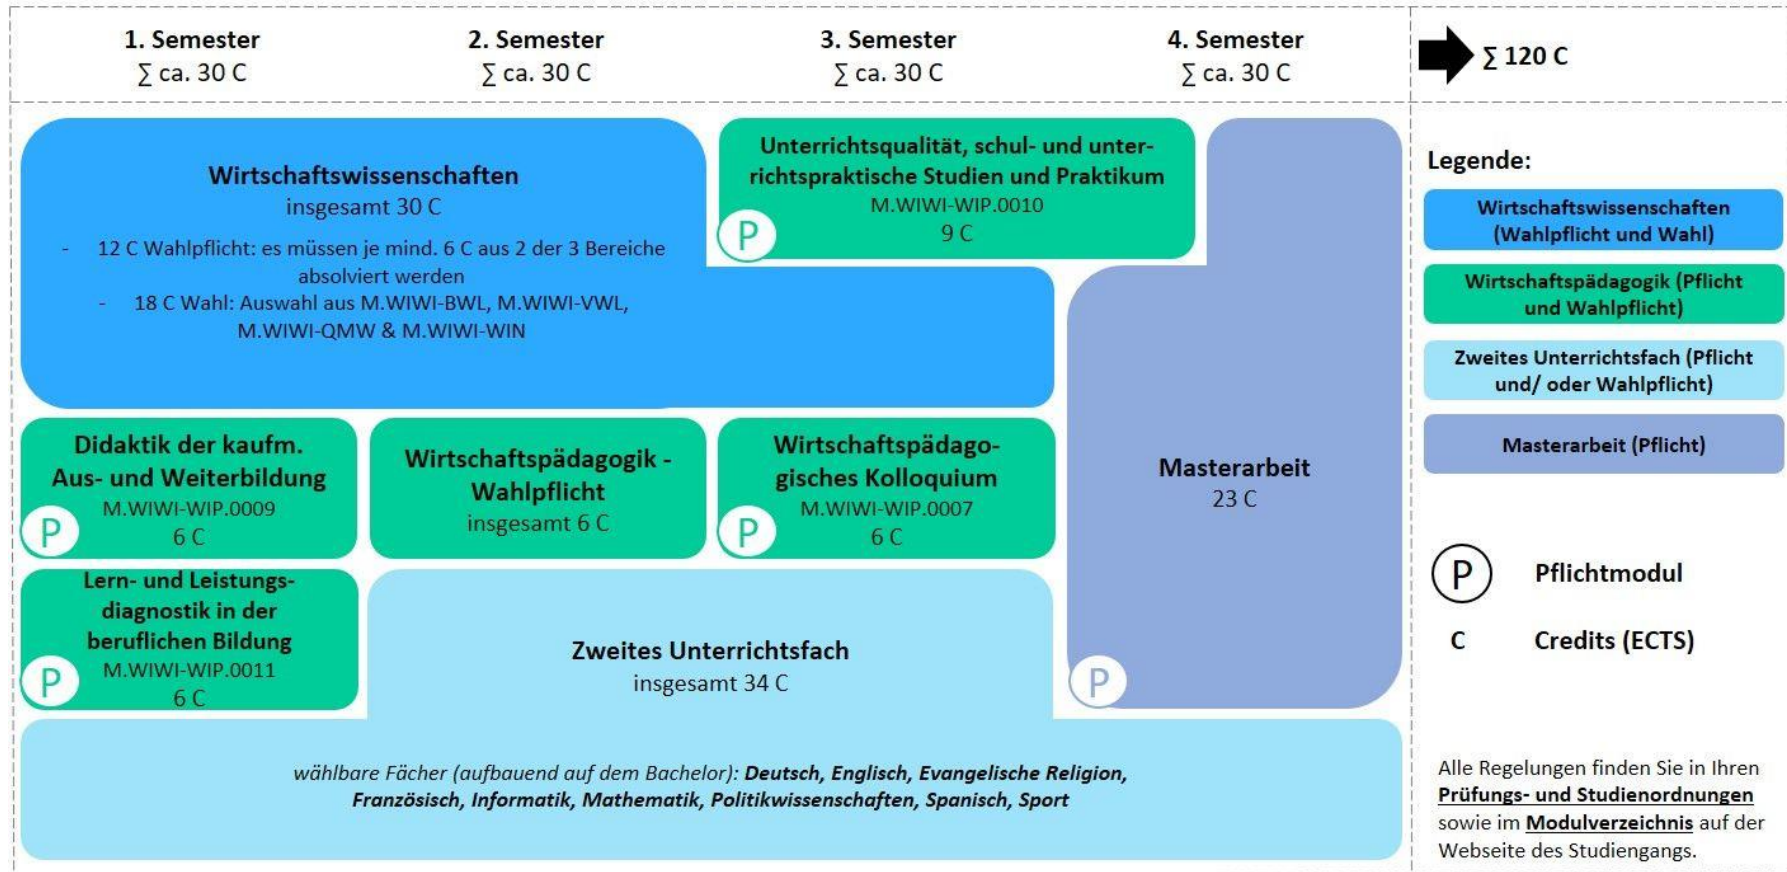 1. Semester
∑ ca. 30 C
2. Semester
∑ ca. 30 C
3. Semester
∑ ca. 30 C
4. Semester
∑ ca. 30 C
∑ 120 C
Wirtschaftswissenschaften
insgesamt 30 C
- 12 C Wahlpflicht: es müssen je mind. 6 C aus 2 der 3 Bereiche
absolviert werden
- 18 C Wahl: Auswahl aus M.WIWI-BWL, M.WIWI-VWL,
M.WIWI-QMW & M.WIWI-WIN
Unterrichtsqualität, schul- und unter-
richtspraktische Studien und Praktikum
M.WIWI-WIP.0010
9 C
P
Didaktik der kaufm.
Aus- und Weiterbildung
M.WIWI-WIP.0009
6 C
P
Wirtschaftspädagogik -
Wahlpflicht
insgesamt 6 C
Wirtschaftspädago-
gisches Kolloquium
M.WIWI-WIP.0007
6 C
P
Masterarbeit
23 C
P
Lern- und Leistungs-
diagnostik in der
beruflichen Bildung
M.WIWI-WIP.0011
6 C
P
Zweites Unterrichtsfach
insgesamt 34 C
wählbare Fächer (aufbauend auf dem Bachelor): Deutsch, Englisch, Evangelische Religion,
Französisch, Informatik, Mathematik, Politikwissenschaften, Spanisch, Sport
Legende:
Wirtschaftswissenschaften
(Wahlpflicht und Wahl)
Wirtschaftspädagogik (Pflicht
und Wahlpflicht)
Zweites Unterrichtsfach (Pflicht
und/ oder Wahlpflicht)
Masterarbeit (Pflicht)
P Pflichtmodul
C Credits (ECTS)
Alle Regelungen finden Sie in Ihren
Prüfungs- und Studienordnungen
sowie im Modulverzeichnis auf der
Webseite des Studiengangs.